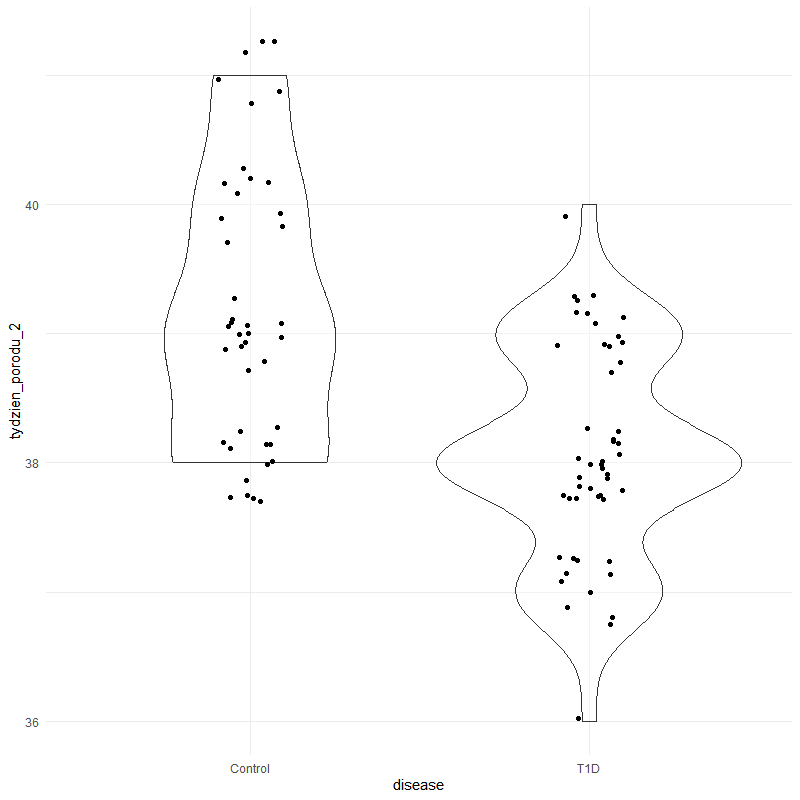 tydzien_porodu_2
40
38
36
Control
T1D
disease